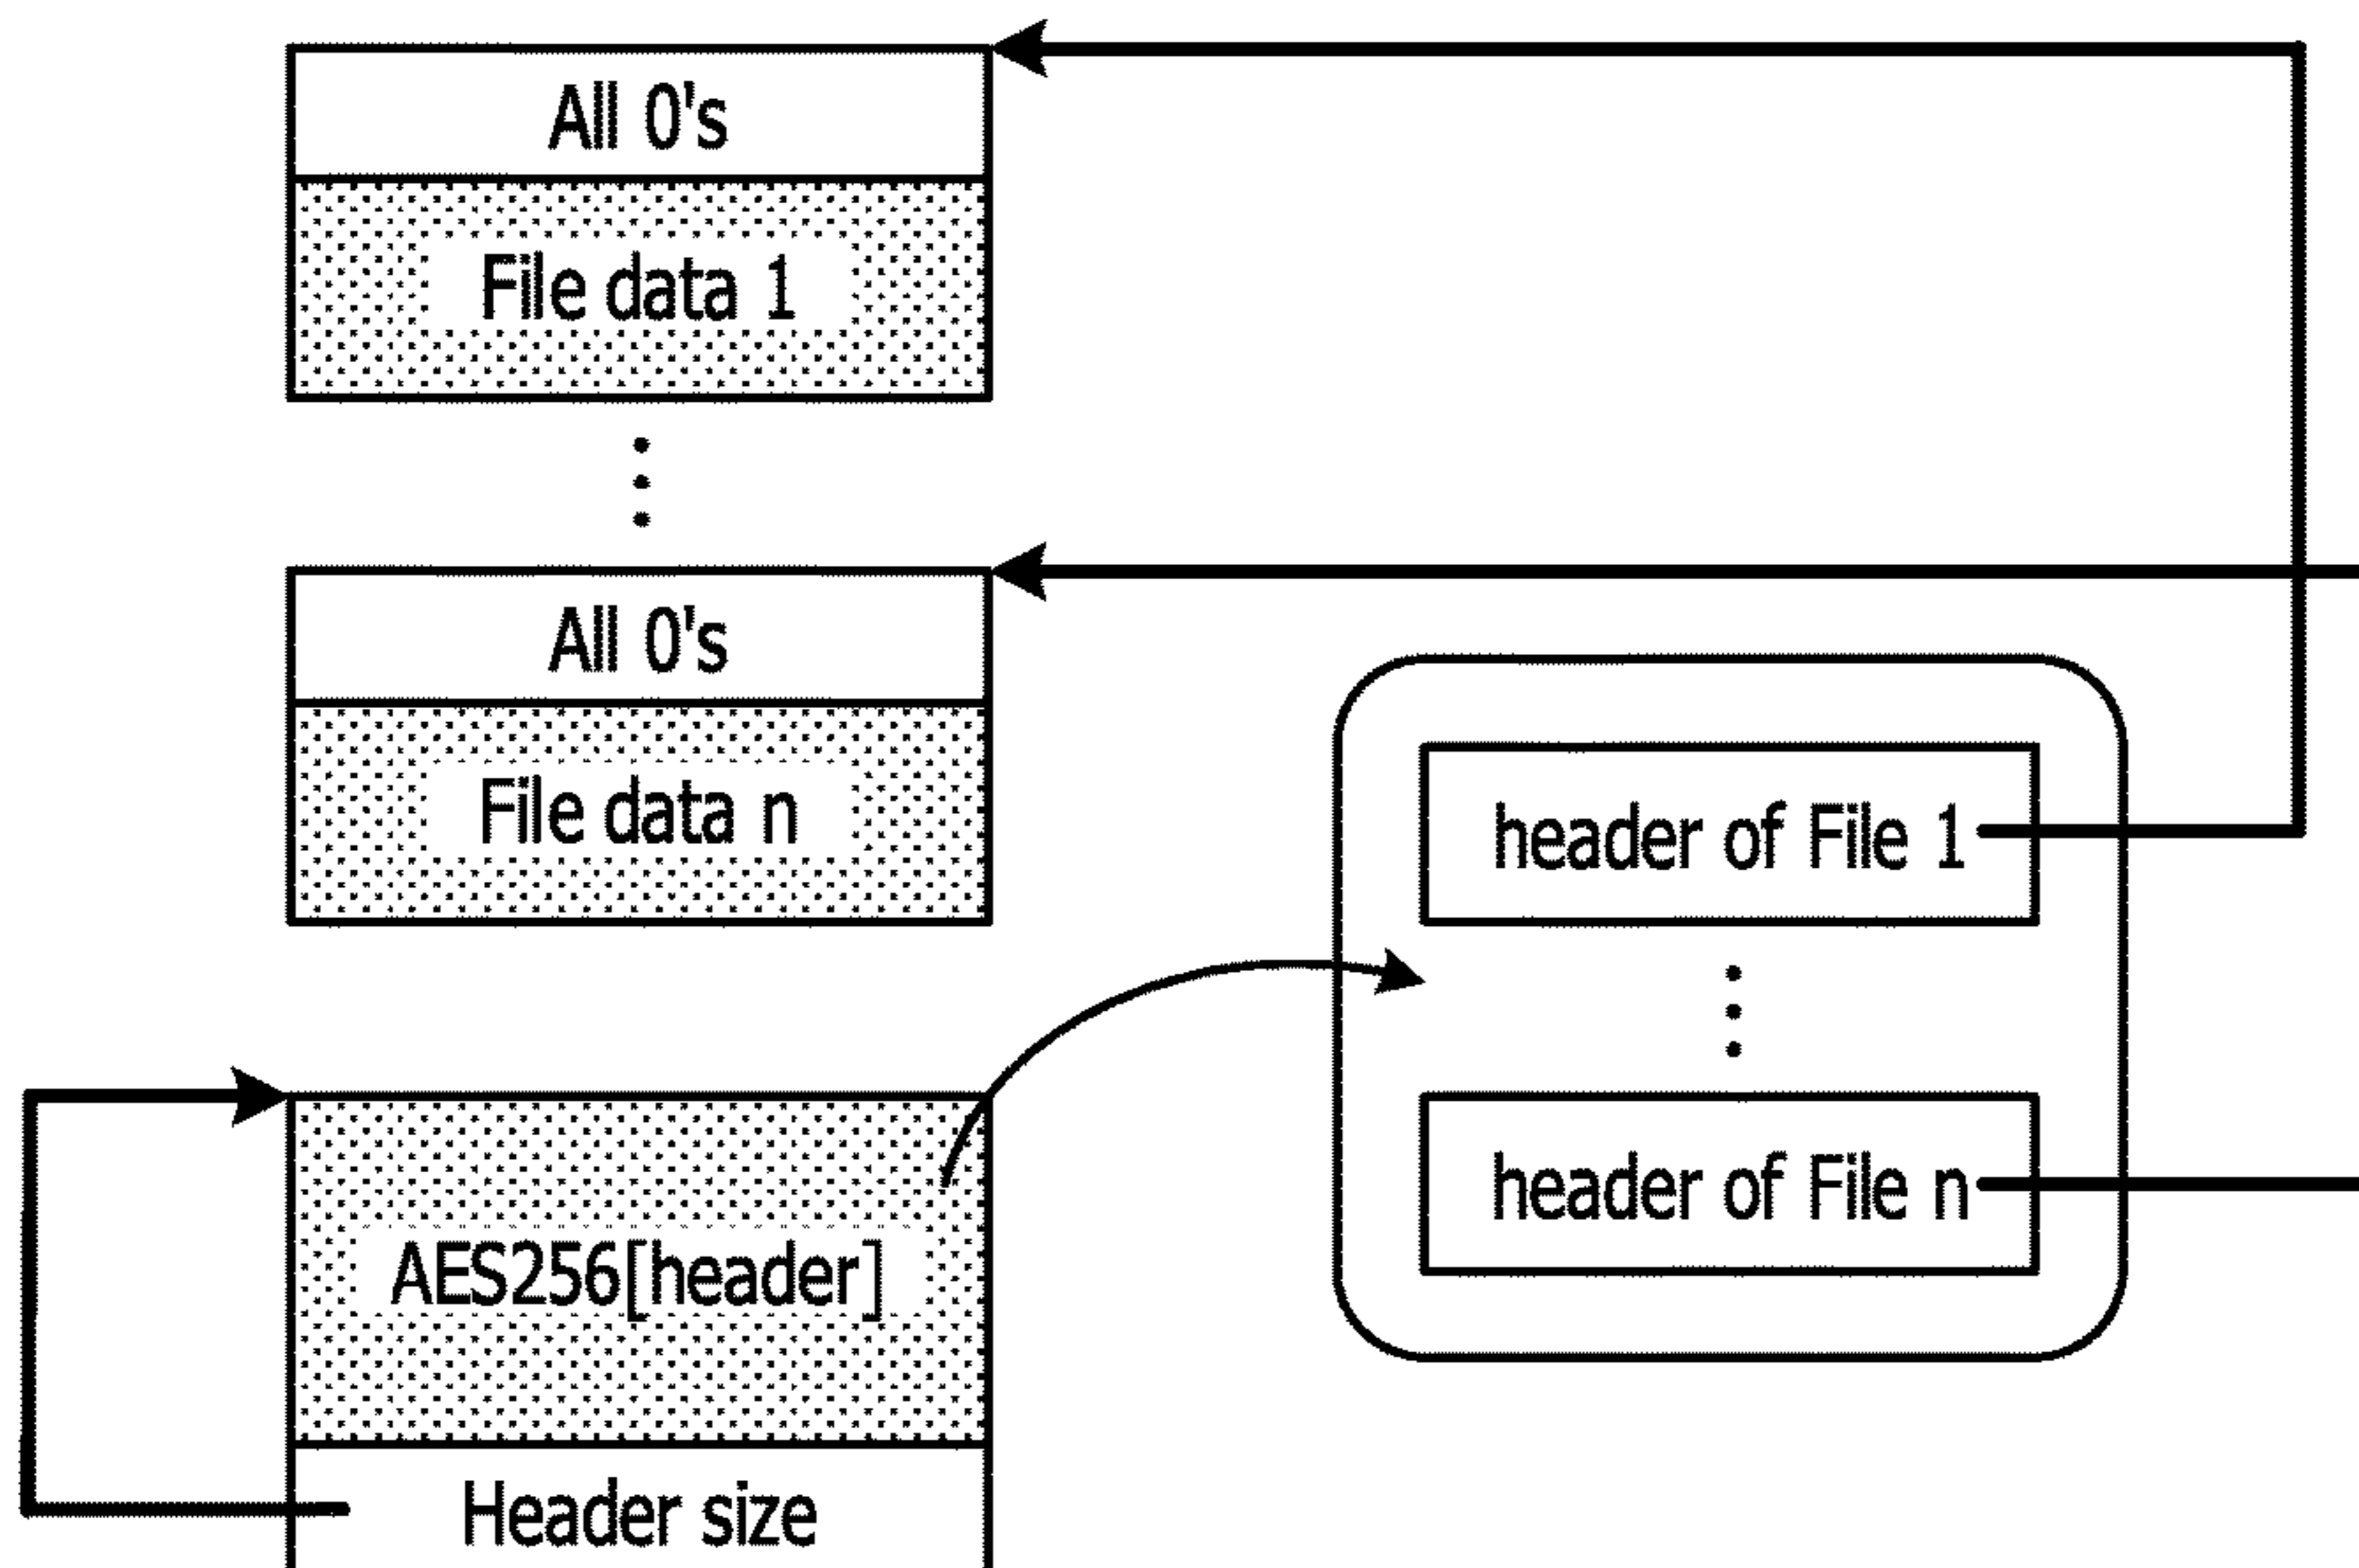 All 0's
File data 1
All 0's
File data n
header of File 1
header of File n
AES256[header]
Header size